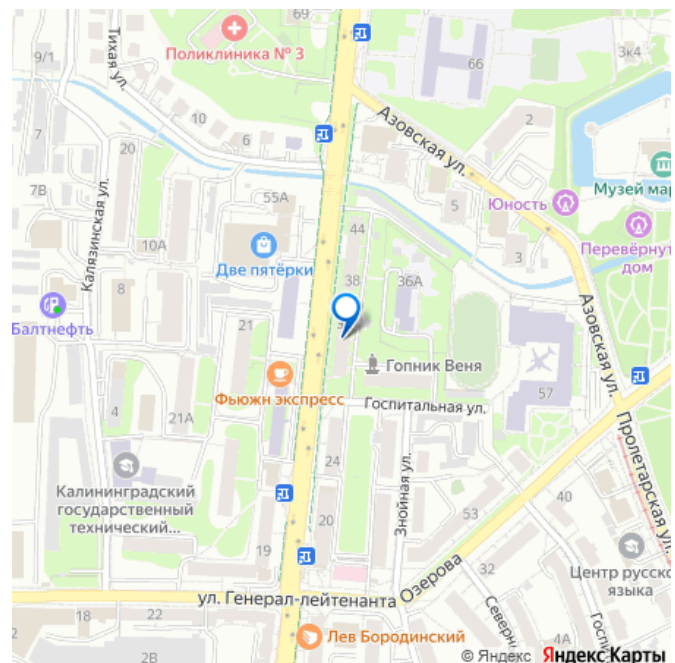 69
Поликлиника № 3
Тихая ул.
9/1
66
3к4
10
2
7
20
6
Азовская ул.
Музей мар
7В
55А
5
Юность
Калязинская ул.
44
10А
Перевёрнут
дом
3
Две пятёрки
38
36А
8
Балтнефть
21
Азовская ул.
Гопник Веня
57
Фьюжн экспресс
Госпитальная ул.
4
21А
Пролетарская ул.
24
Калининградский
государственный
технический...
Знойная ул.
40
20
53
19
Центр русско
языка
32
ул. Генерал-лейтенанта Озерова
18
22
Северн
Госп
Лев Бородинский
4А
2В
© Яндекс Яндекс Карты